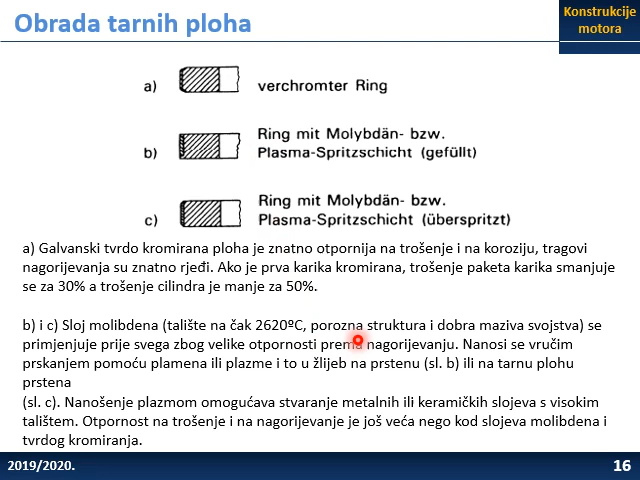 Obrada tarnih ploha
Konstrukcije
motora
a) verchromter Ring
Ring mit Molybdän- bzw.
b) Plasma-Spritzschicht (gefüllt)
Ring mit Molybdän- bzw.
c) Plasma-Spritzschicht (überspritzt)
a) Galvanski tvrdo kromirana ploha je znatno otpornija na trošenje i na koroziju, tragovi
nagorijevanja su znatno rjeđi. Ako je prva karika kromirana, trošenje paketa karika smanjuje
se za 30% a trošenje cilindra je manje za 50%.
b) i c) Sloj molibdena (talište na čak 2620ºC, porozna struktura i dobra maziva svojstva) se
primjenjuje prije svega zbog velike otpornosti prema nagorijevanju. Nanosi se vrućim
prskanjem pomoću plamena ili plazme i to u žlijeb na prstenu (sl. b) ili na tarnu plohu
prstena
(sl. c). Nanošenje plazmom omogućava stvaranje metalnih ili keramičkih slojeva s visokim
talištem. Otpornost na trošenje i na nagorijevanje je još veća nego kod slojeva molibdena i
tvrdog kromiranja.
2019/2020.
16